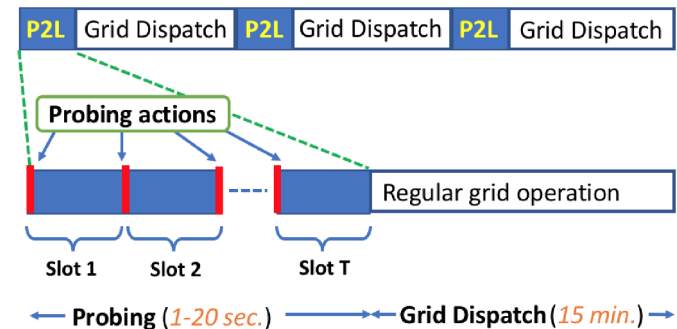 P2L Grid Dispatch P2L Grid Dispatch P2L Grid Dispatch
Probing actions
Regular grid operation
Slot 1 Slot 2 Slot T
Probing (1-20 sec.) Grid Dispatch (15 min.)